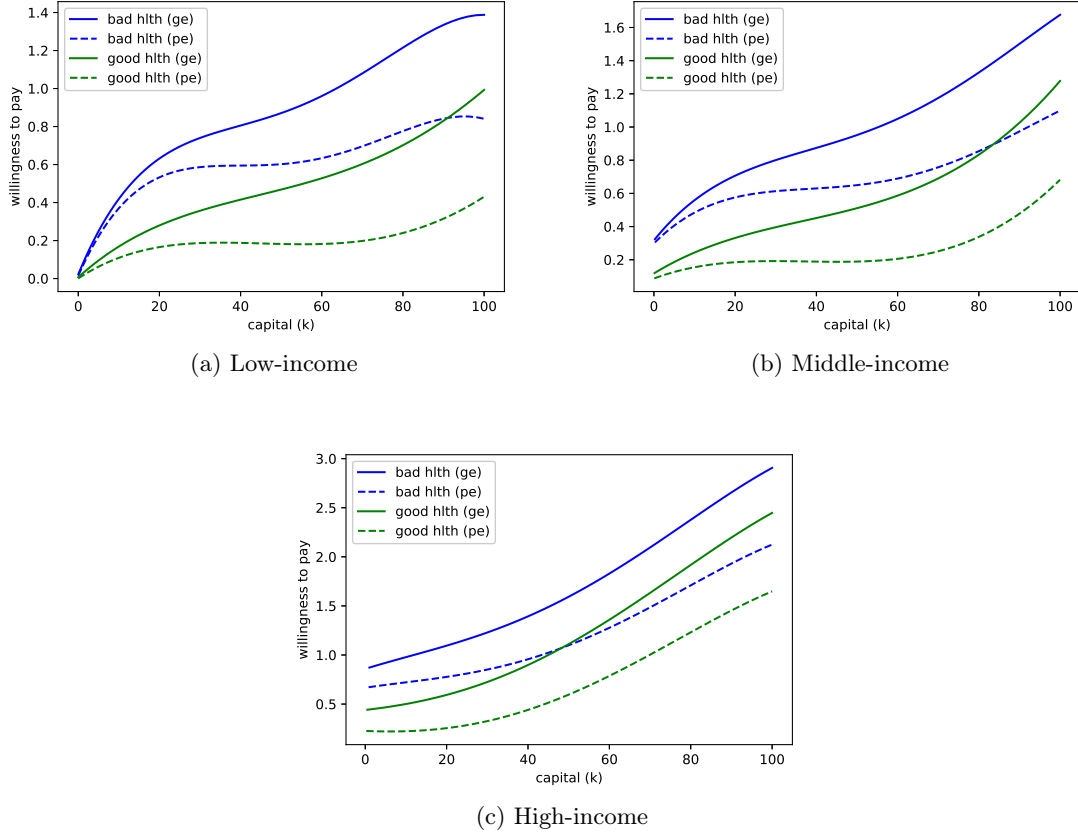 bad hlth (ge)
bad hlth (pe)
good hlth (ge)
good hlth (pe)
willingness to pay
1.4
1.2
1.0
0.8
0.6
0.4
0.2
0.0
0 20 40 60 80 100
capital (k)
(a) Low-income
bad hlth (ge)
bad hlth (pe)
good hlth (ge)
good hlth (pe)
willingness to pay
1.6
1.4
1.2
1.0
0.8
0.6
0.4
0.2
0 20 40 60 80 100
capital (k)
(b) Middle-income
bad hlth (ge)
bad hlth (pe)
good hlth (ge)
good hlth (pe)
willingness to pay
3.0
2.5
2.0
1.5
1.0
0.5
0 20 40 60 80 100
capital (k)
(c) High-income